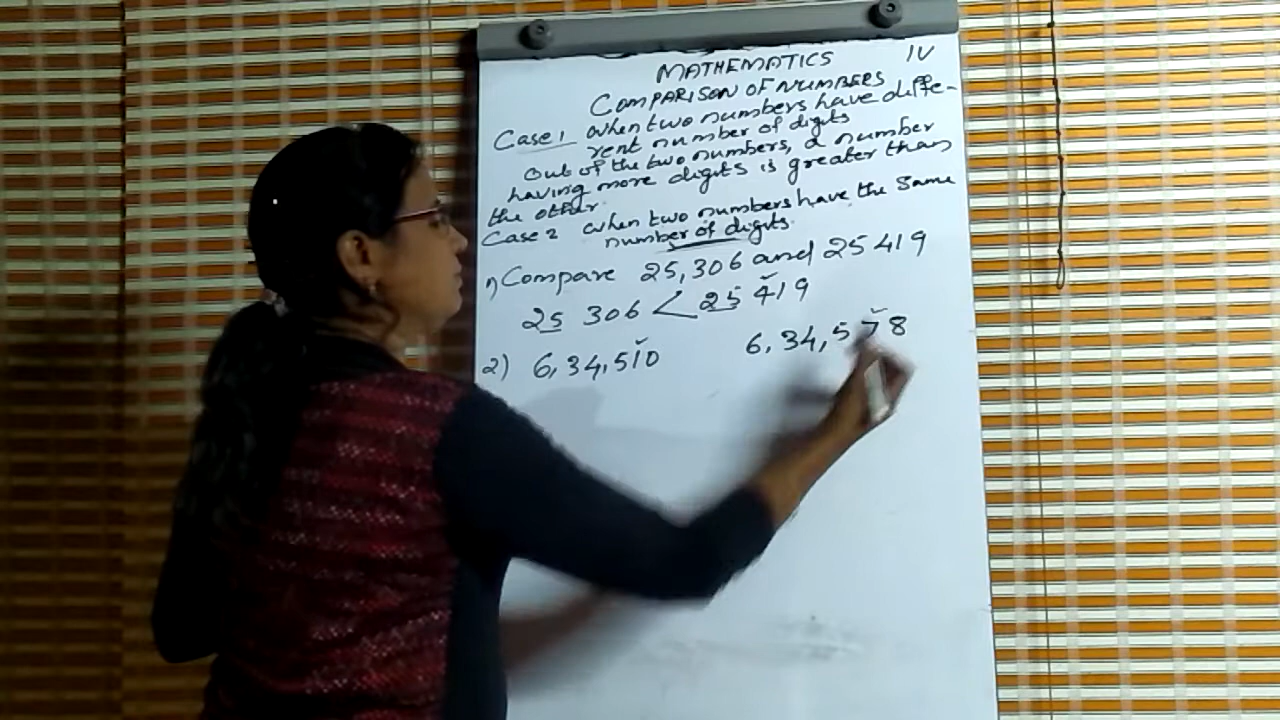 MATHEMATICS IV
COMPARISON OF NUMBERS
Case 1 when two numbers have diffe-
rent number of digits
out of the two numbers, a number
having more digits is greater than
the other.
Case 2 when two numbers have the same
number of digits.
1) Compare 25,306 and 25 419
25 306 < 25 419
2) 6,34,510 6,34,578